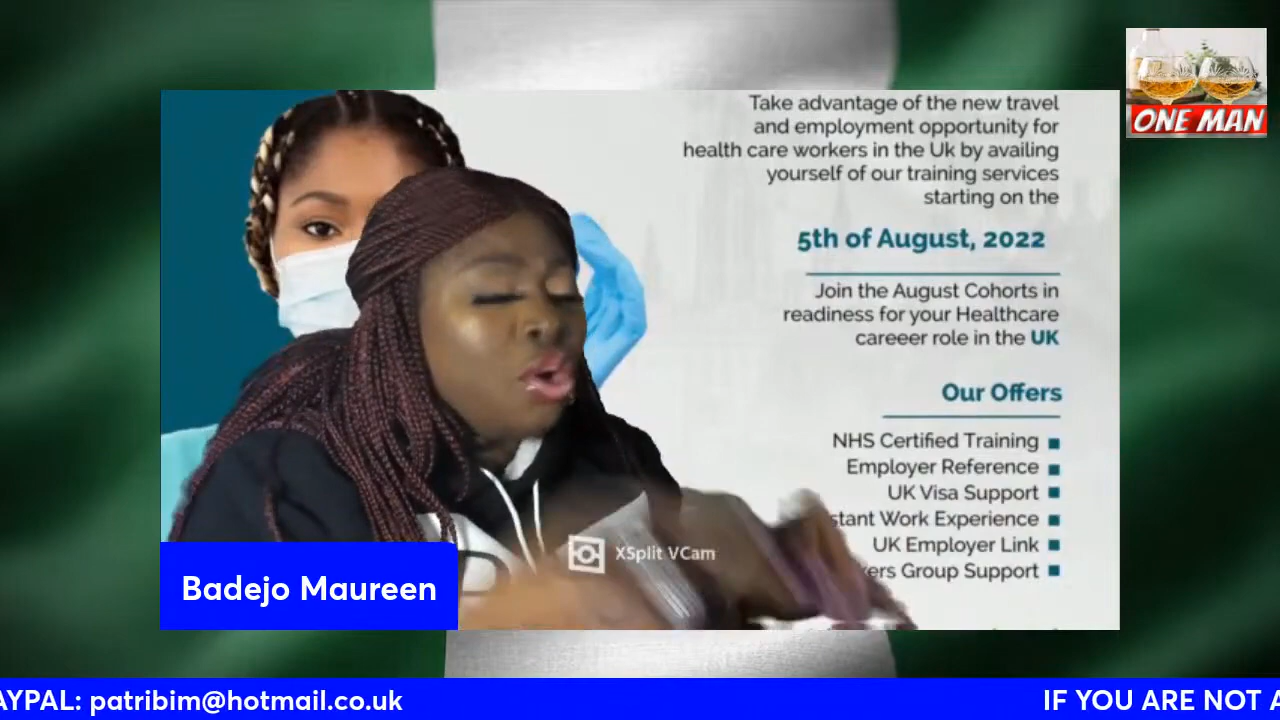 Take advantage of the new travel
and employment opportunity for
health care workers in the Uk by availing
yourself of our training services
starting on the
5th of August, 2022
Join the August Cohorts in
readiness for your Healthcare
careeer role in the UK
Our Offers
NHS Certified Training
Employer Reference
UK Visa Support
Work Experience
UK Employer Link
Group Support
ONE MAN
XSplit VCam
Badejo Maureen
AYPAL: patribim@hotmail.co.uk
IF YOU ARE NOT A